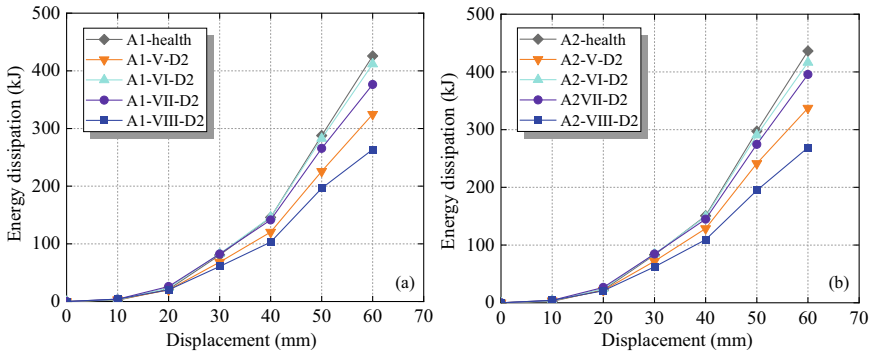 500
400
300
200
100
0
Energy dissipation (kJ)
A1-health
A1-V-D2
A1-VI-D2
A1-VII-D2
A1-VIII-D2
(a)
0 10 20 30 40 50 60 70
Displacement (mm)
500
400
300
200
100
0
Energy dissipation (kJ)
A2-health
A2-V-D2
A2-VI-D2
A2VII-D2
A2-VIII-D2
(b)
0 10 20 30 40 50 60 70
Displacement (mm)